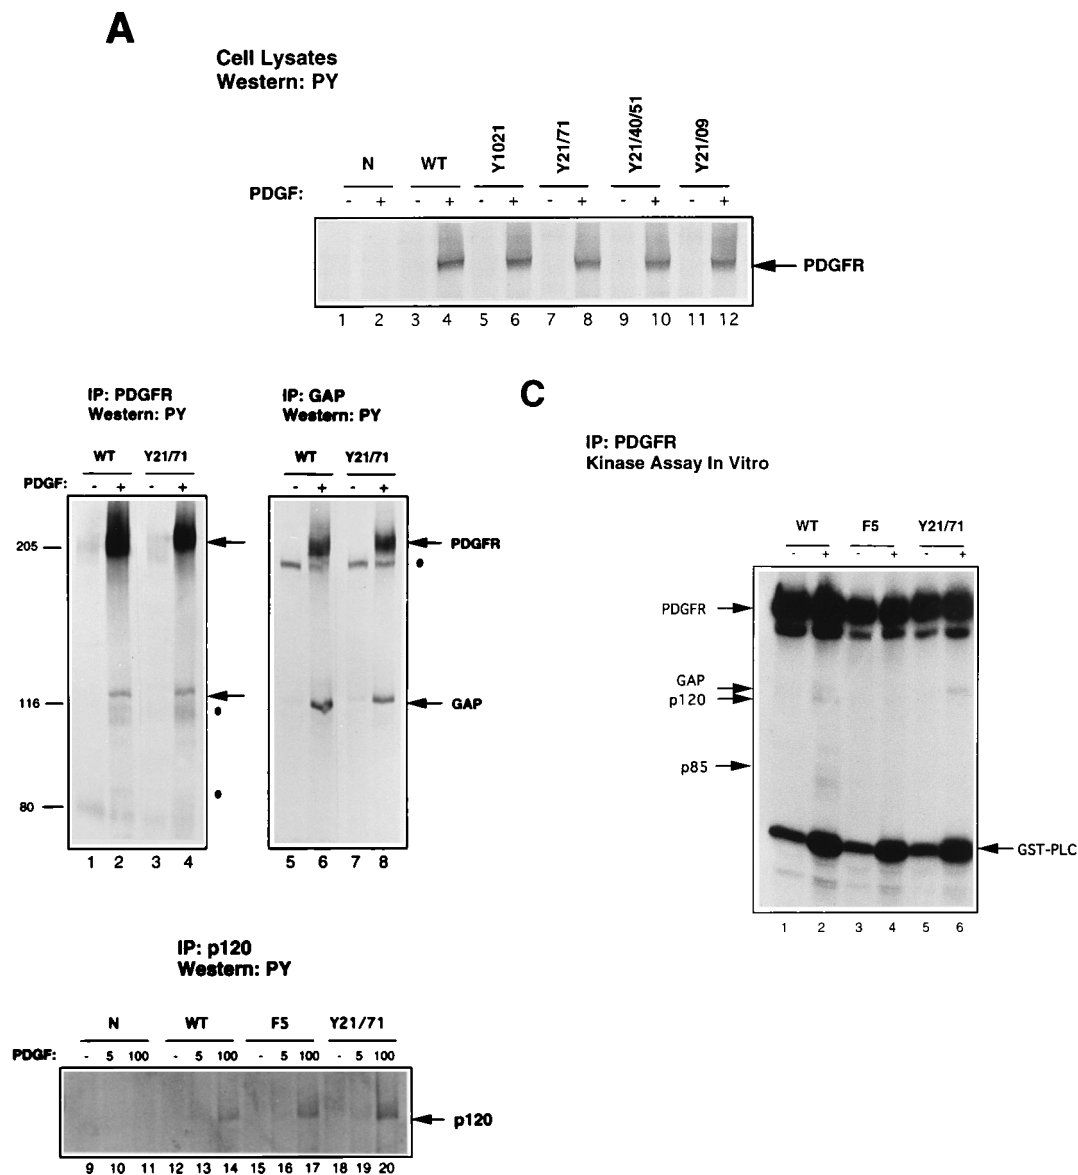 A
Cell Lysates
Western: PY
N WT Y1021 Y21/71 Y21/40/51 Y21/09
PDGF: - + - + - + - + - + - +
PDGFR
1 2 3 4 5 6 7 8 9 10 11 12
IP: PDGFR
Western: PY
WT Y21/71
PDGF: - + - +
205
116
80
1 2 3 4
IP: GAP
Western: PY
WT Y21/71
- + - +
PDGFR
GAP
5 6 7 8
C
IP: PDGFR
Kinase Assay In Vitro
WT F5 Y21/71
- + - + - +
PDGFR
GAP
p120
p85
GST-PLC
1 2 3 4 5 6
IP: p120
Western: PY
N WT F5 Y21/71
PDGF: - 5 100 - 5 100 - 5 100 - 5 100
p120
9 10 11 12 13 14 15 16 17 18 19 20